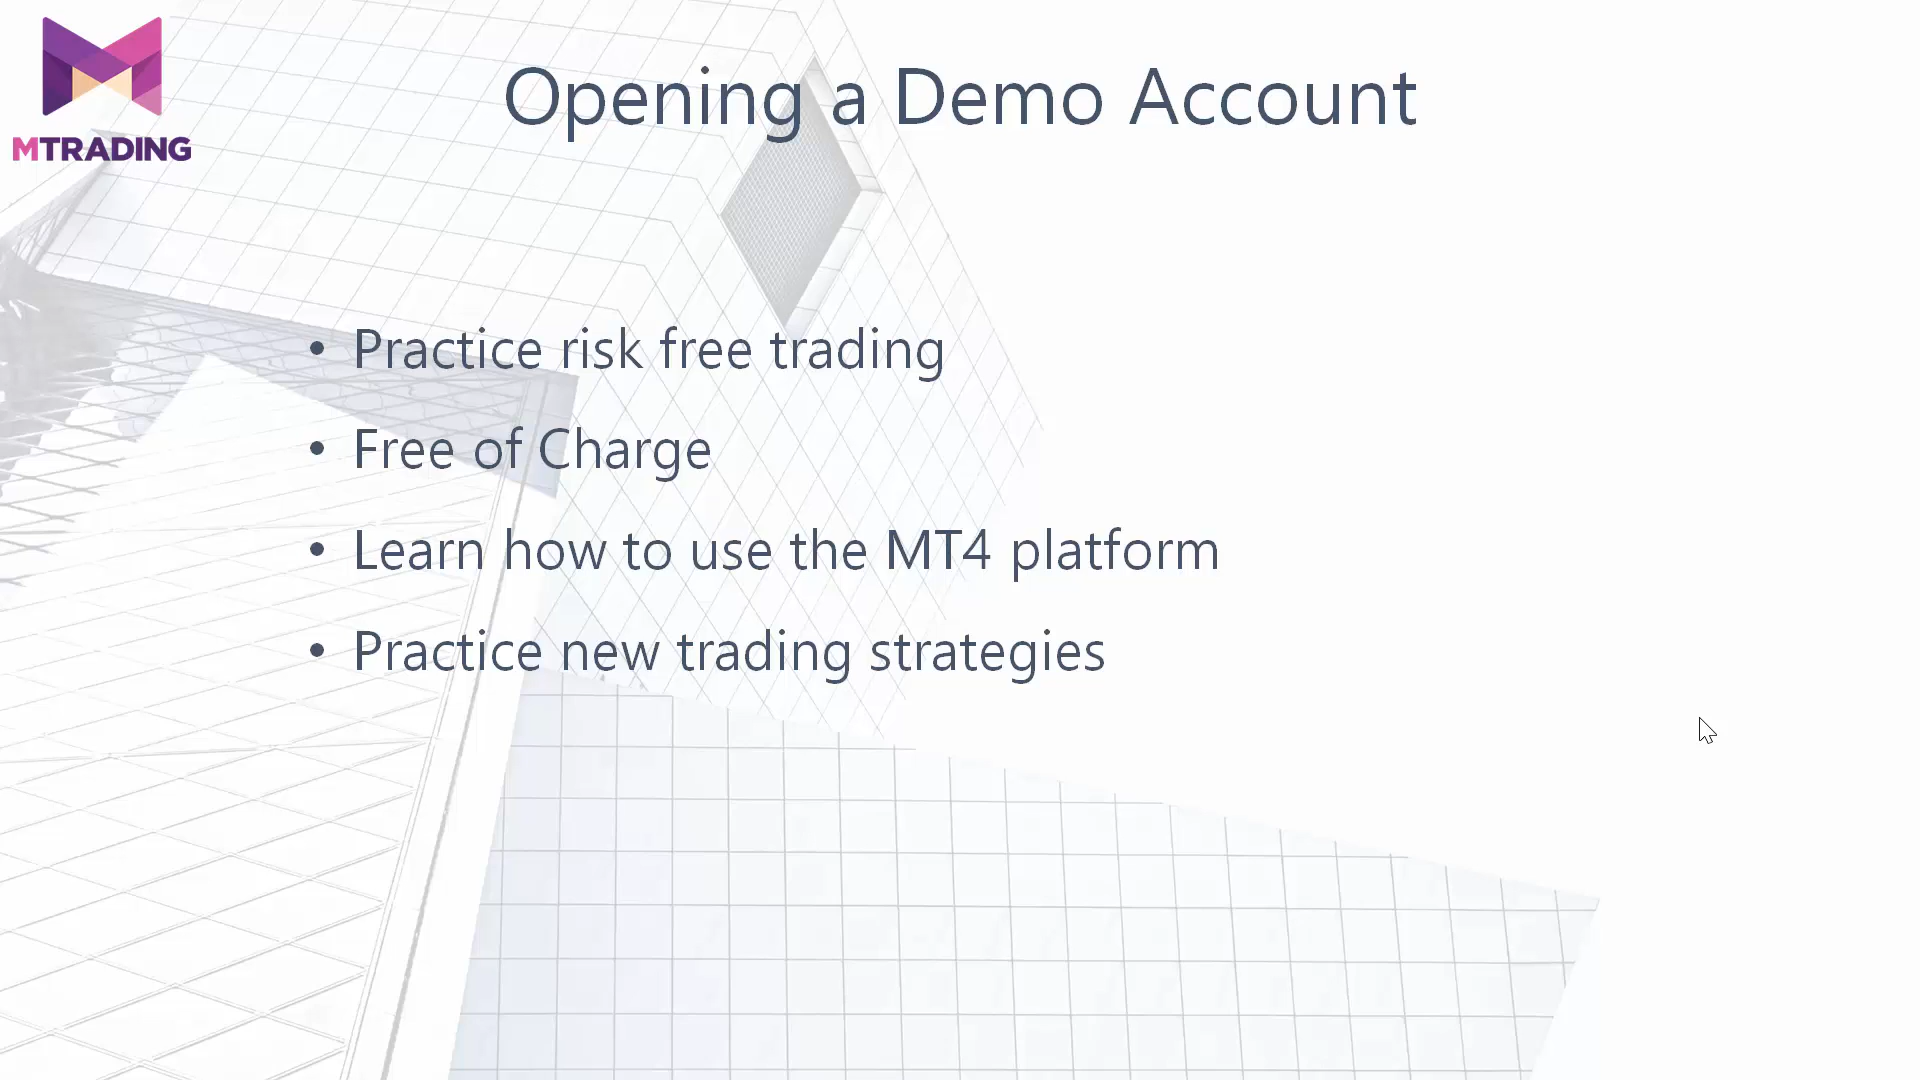 MTRADING
Opening a Demo Account
• Practice risk free trading
• Free of Charge
• Learn how to use the MT4 platform
• Practice new trading strategies